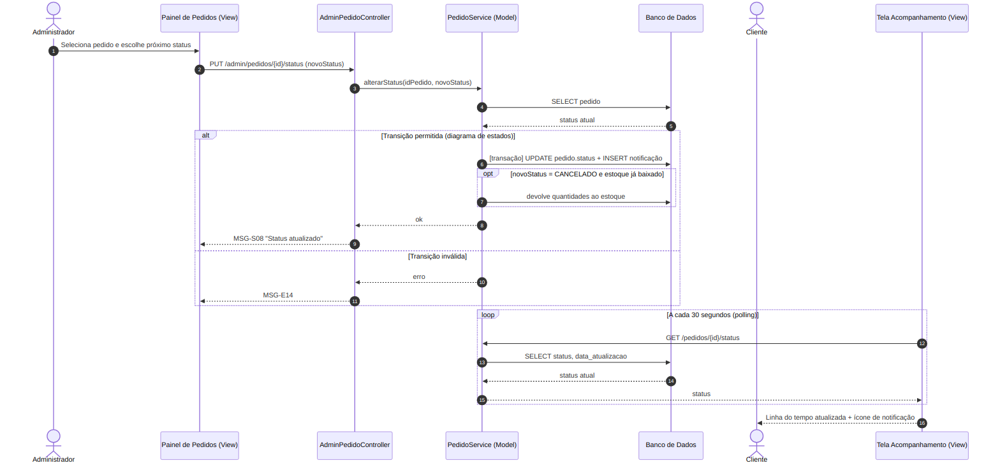 Administrador
Painel de Pedidos (View)
AdminPedidoController
PedidoService (Model)
Banco de Dados
Cliente
Tela Acompanhamento (View)
1
Seleciona pedido e escolhe próximo status
2
PUT /admin/pedidos/{id}/status (novoStatus)
3
alterarStatus(idPedido, novoStatus)
4
SELECT pedido
status atual
5
alt
[Transição permitida (diagrama de estados)]
6
[transação] UPDATE pedido.status + INSERT notificação
opt
[novoStatus = CANCELADO e estoque já baixado]
7
devolve quantidades ao estoque
ok
8
MSG-S08 "Status atualizado"
9
[Transição inválida]
erro
10
MSG-E14
11
loop
[A cada 30 segundos (polling)]
GET /pedidos/{id}/status
12
13
SELECT status, data_atualizacao
status atual
14
15
status
Linha do tempo atualizada + ícone de notificação
16
Administrador
Painel de Pedidos (View)
AdminPedidoController
PedidoService (Model)
Banco de Dados
Cliente
Tela Acompanhamento (View)